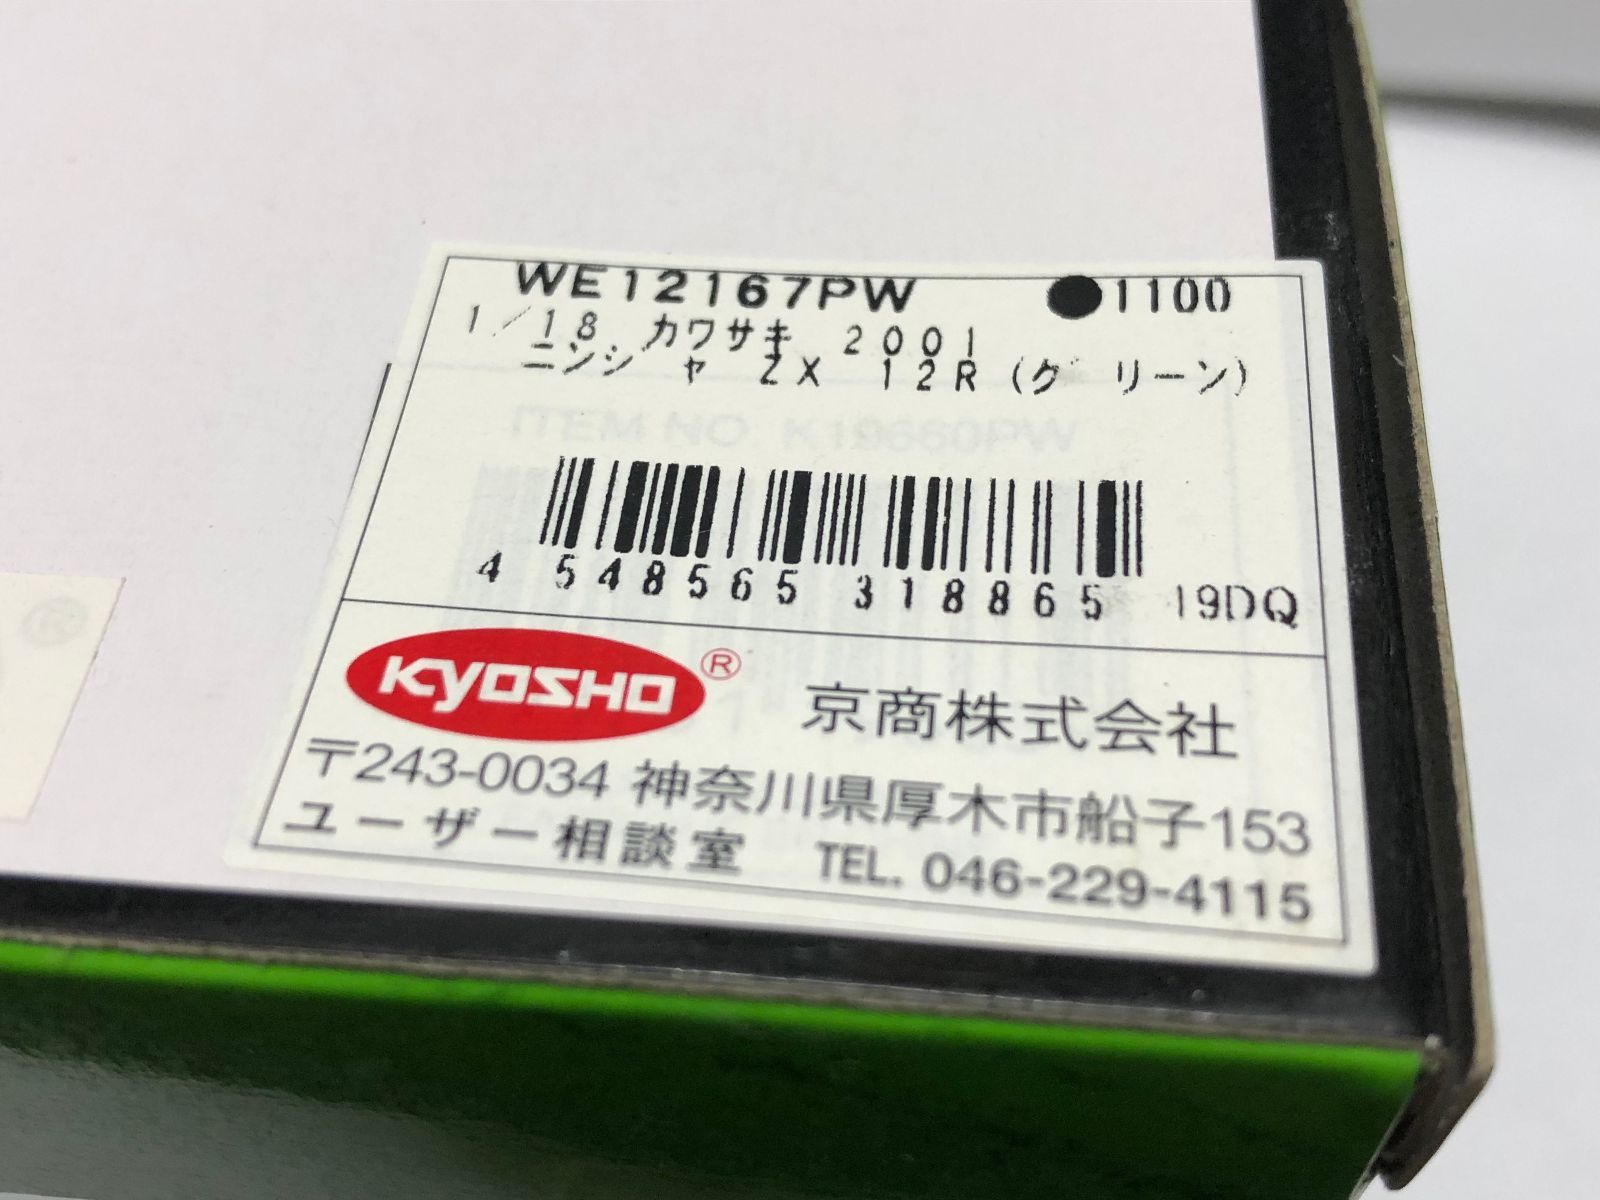 WE12167PW ●1100
1/18 カワサキ 2001
ニンジャ ZX 12R (グリーン)
ITEM NO. K19660PW
4 548565 318865 19DQ
KYOSHO®
京商株式会社
〒243-0034 神奈川県厚木市船子153
ユーザー相談室 TEL. 046-229-4115
®